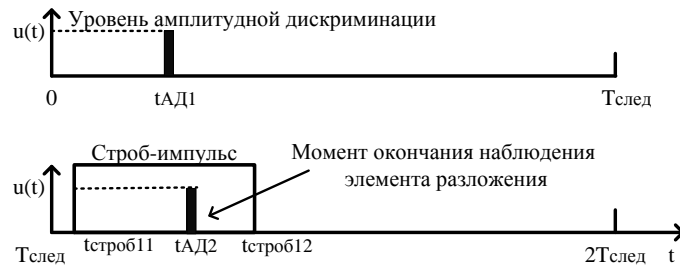 Уровень амплитудной дискриминации
u(t)
0
tАД1
Tслед
Строб-импульс
Момент окончания наблюдения
элемента разложения
u(t)
Tслед
tстроб11
tАД2
tстроб12
2Tслед
t